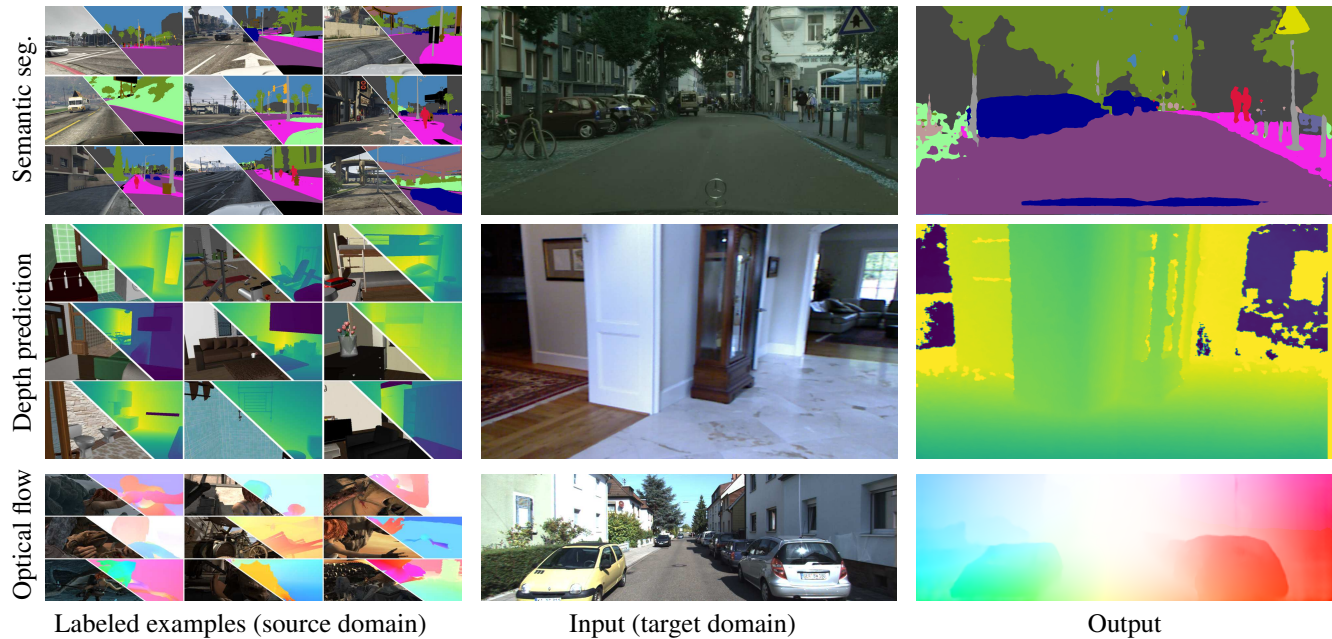 Semantic seg.
Depth prediction
Optical flow
Labeled examples (source domain)
Input (target domain)
Output